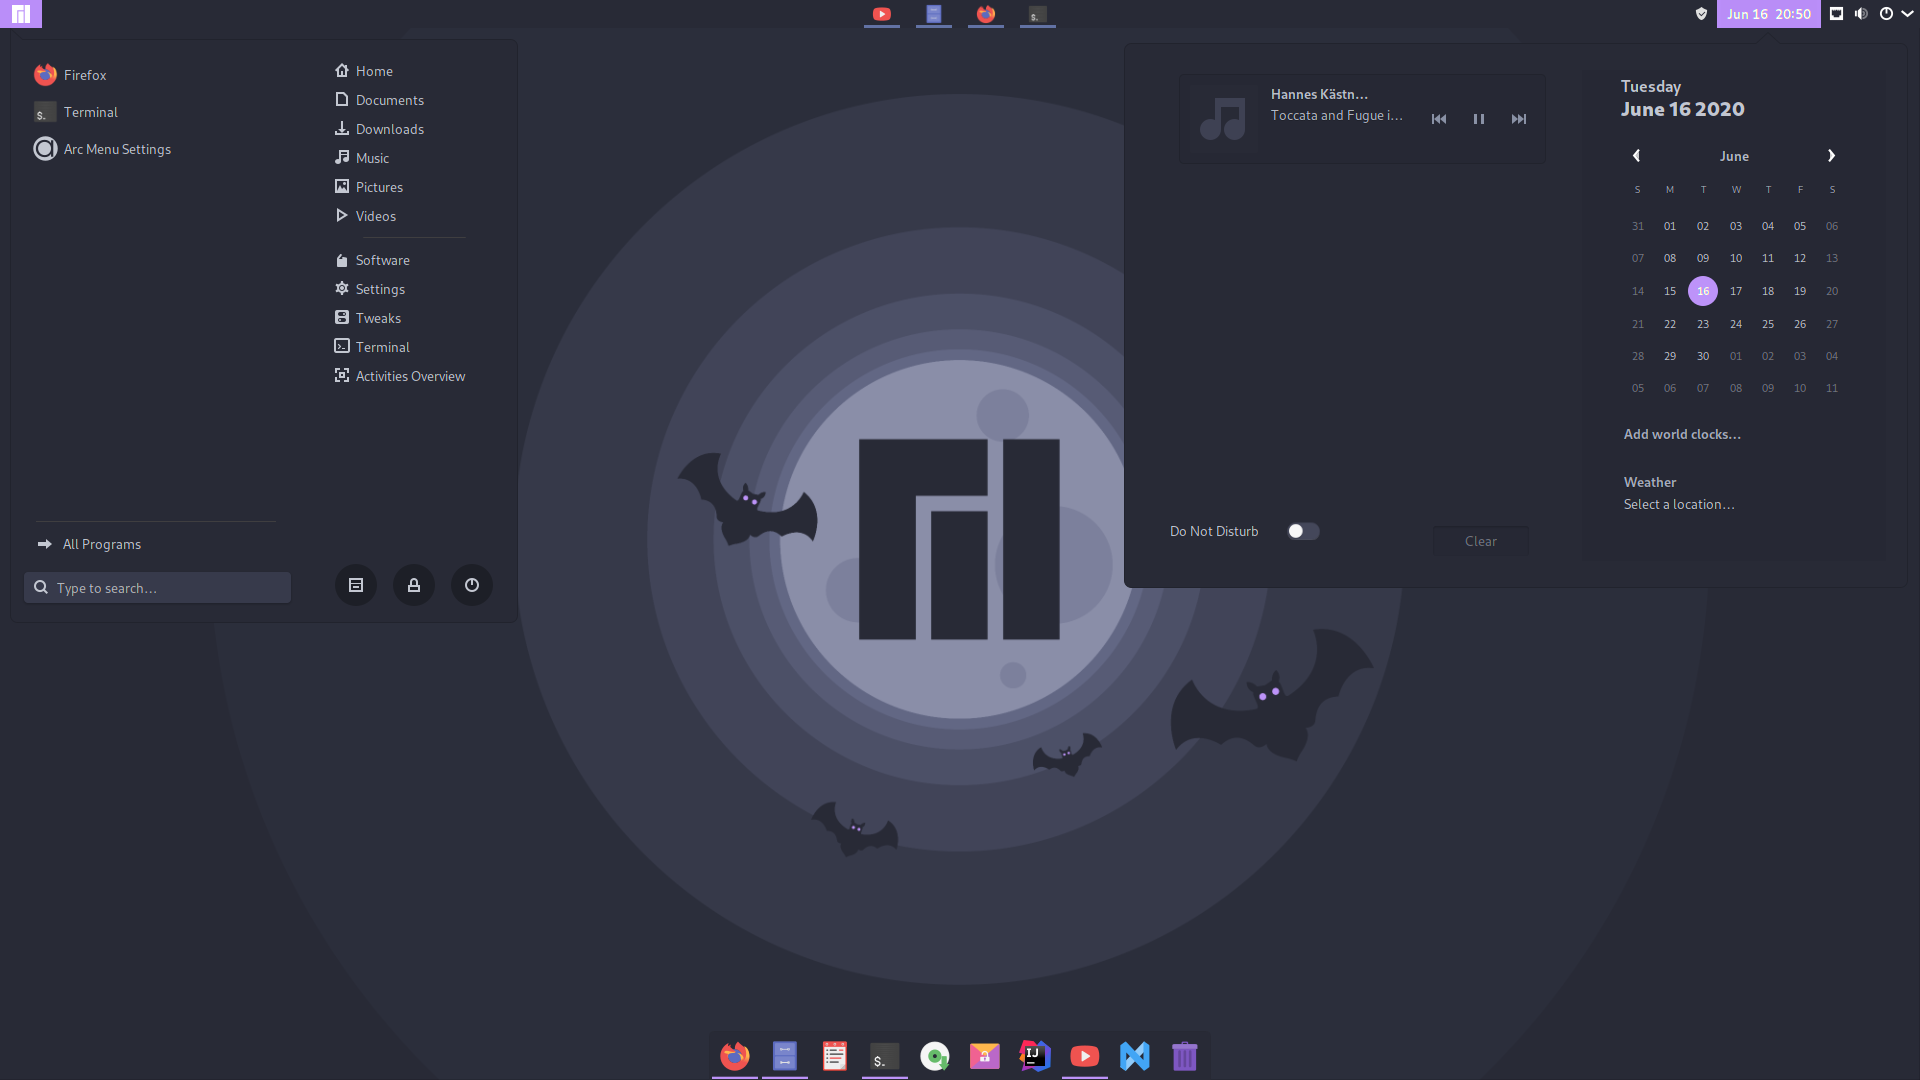 Jun 16 20:50
Firefox
Terminal
Arc Menu Settings
All Programs
Type to search...
Home
Documents
Downloads
Music
Pictures
Videos
Software
Settings
Tweaks
Terminal
Activities Overview
Hannes Kästn...
Toccata and Fugue i...
Do Not Disturb
Clear
Tuesday
June 16 2020
June
S M T W T F S
31 01 02 03 04 05 06
07 08 09 10 11 12 13
14 15 16 17 18 19 20
21 22 23 24 25 26 27
28 29 30 01 02 03 04
05 06 07 08 09 10 11
Add world clocks...
Weather
Select a location...
$_
IJ